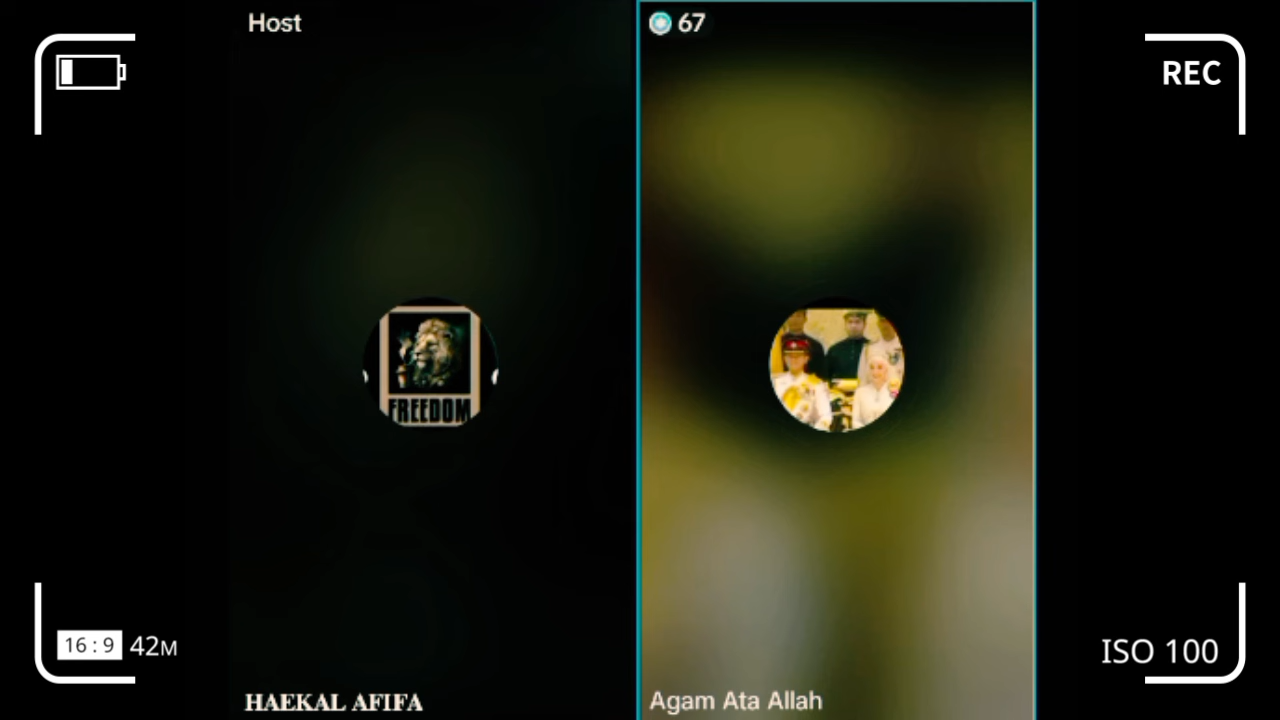 Host
67
REC
FREEDOM
16:9 42M
ISO 100
HAEKAL AFIFA
Agam Ata Allah